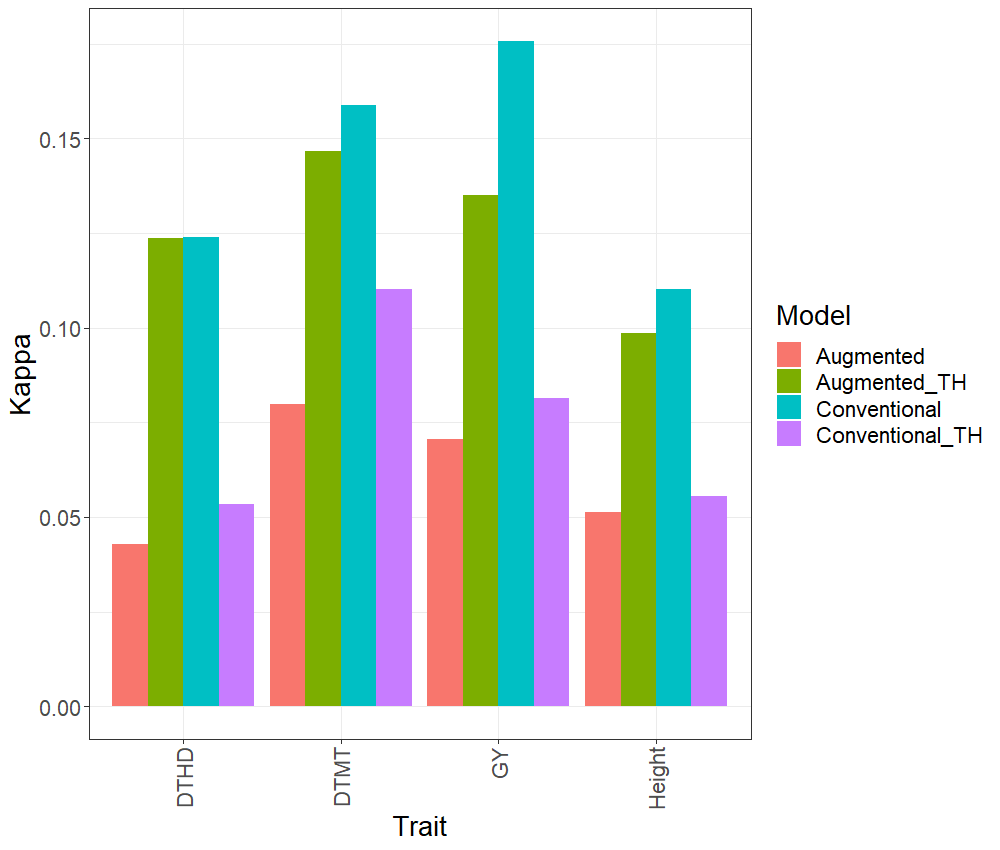 Kappa
0.15
0.10
0.05
0.00
DTHD
DTMT
GY
Height
Trait
Model
Augmented
Augmented_TH
Conventional
Conventional_TH